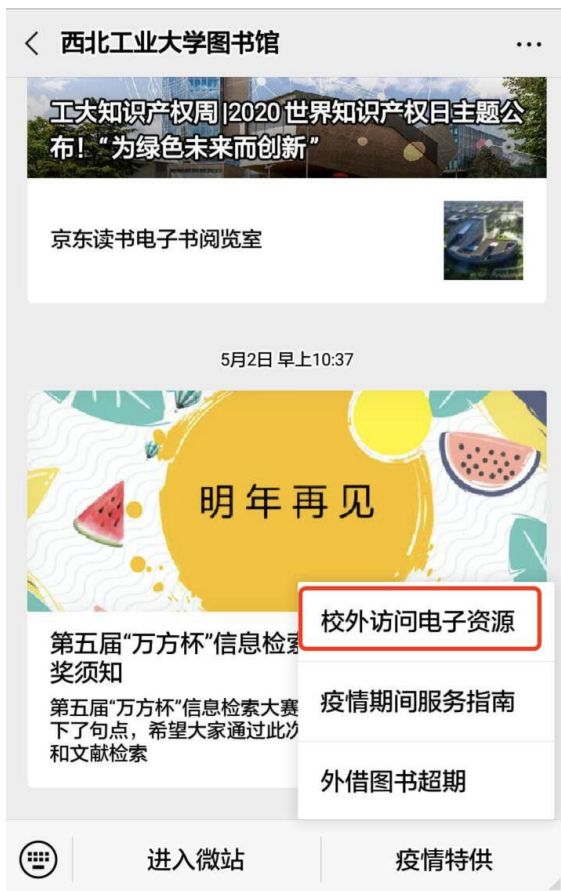 西北工业大学图书馆
工大知识产权周 |2020 世界知识产权日主题公
布！“为绿色未来而创新”
京东读书电子书阅览室
5月2日 早上10:37
明年再见
第五届“万方杯”信息检索
奖须知
第五届“万方杯”信息检索大赛
下了句点，希望大家通过此次
和文献检索
校外访问电子资源
疫情期间服务指南
外借图书超期
进入微站
疫情特供